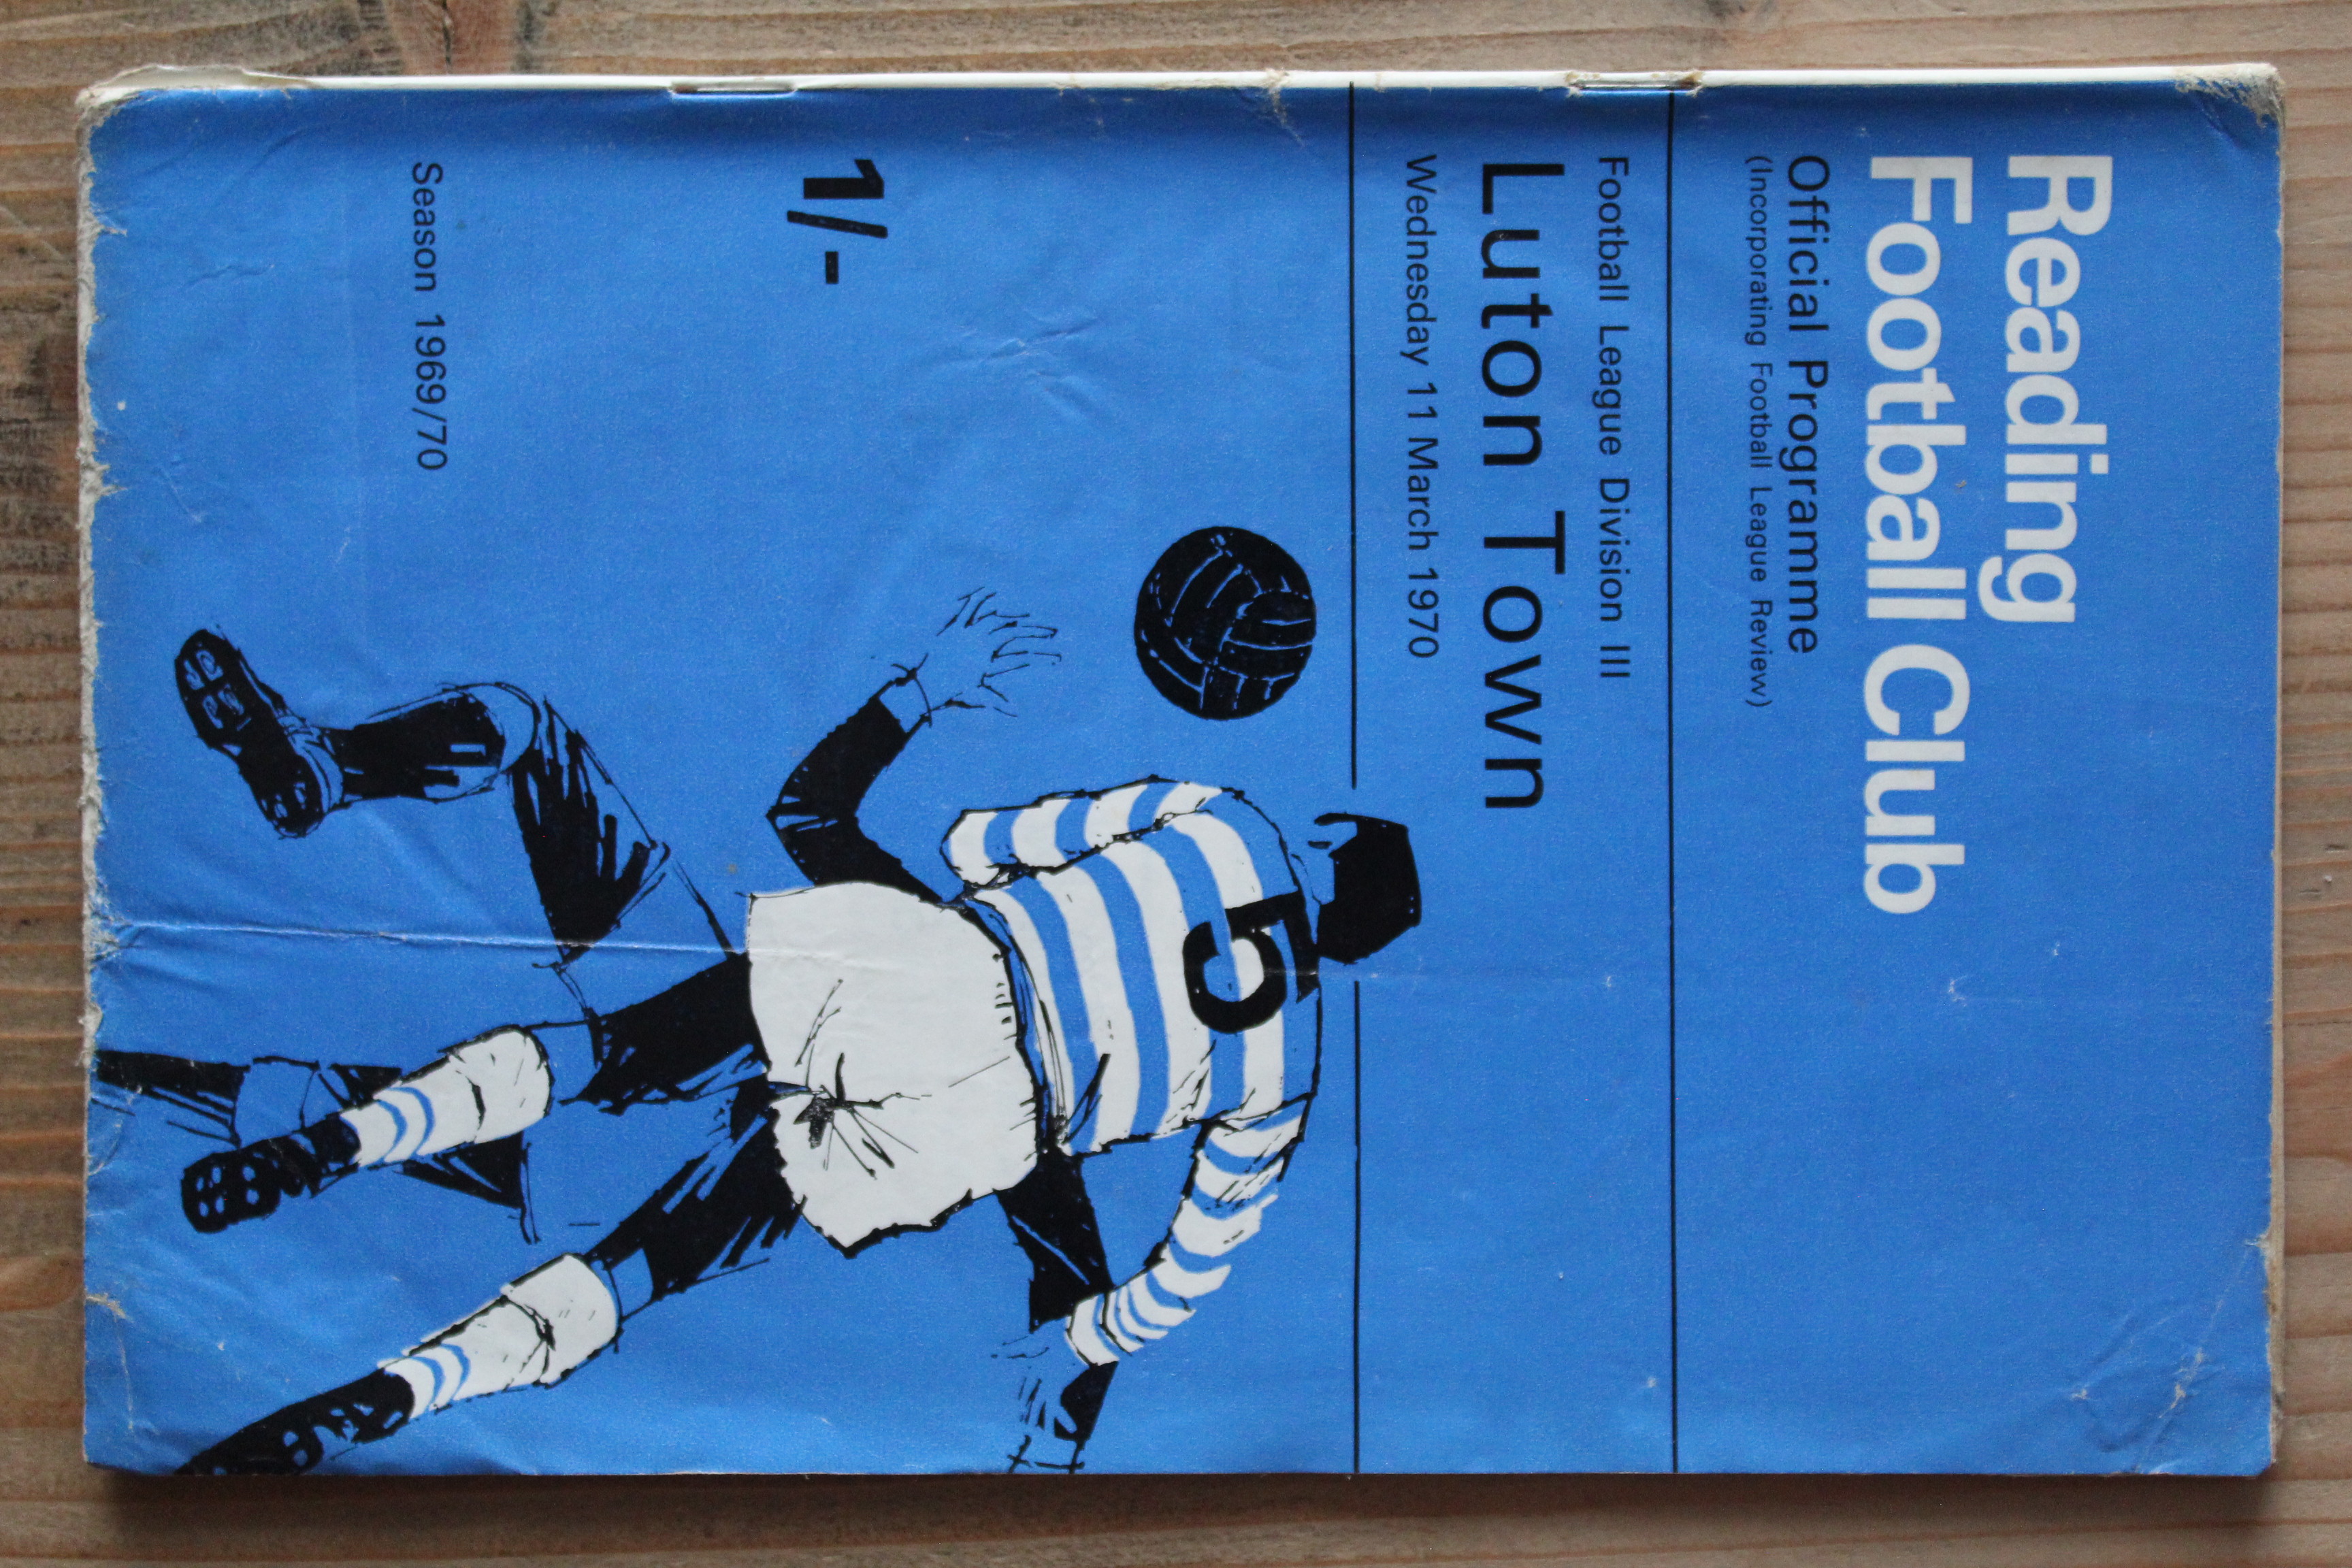 Reading
Football Club
Official Programme
(Incorporating Football League Review)
Football League Division III
Luton Town
Wednesday 11 March 1970
5
1/-
Season 1969/70